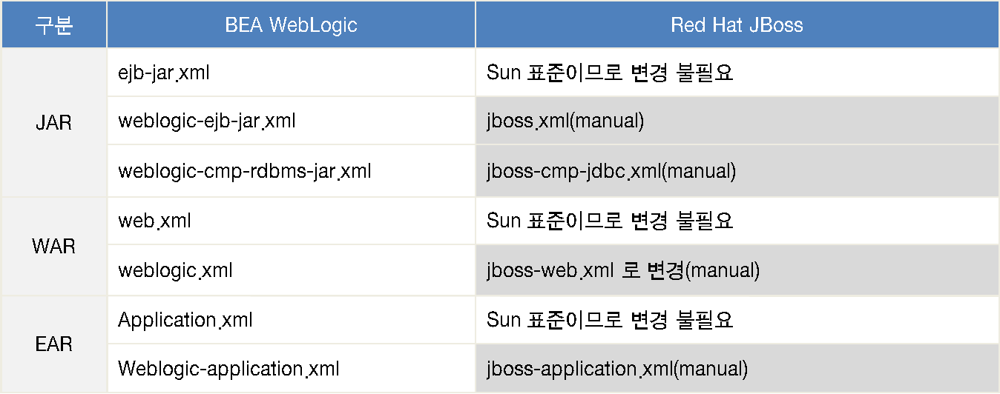 구분 BEA WebLogic Red Hat JBoss
JAR
ejb-jar.xml Sun 표준이므로 변경 불필요
weblogic-ejb-jar.xml jboss.xml(manual)
weblogic-cmp-rdbms-jar.xml jboss-cmp-jdbc.xml(manual)
WAR
web.xml Sun 표준이므로 변경 불필요
weblogic.xml jboss-web.xml 로 변경(manual)
EAR
Application.xml Sun 표준이므로 변경 불필요
Weblogic-application.xml jboss-application.xml(manual)